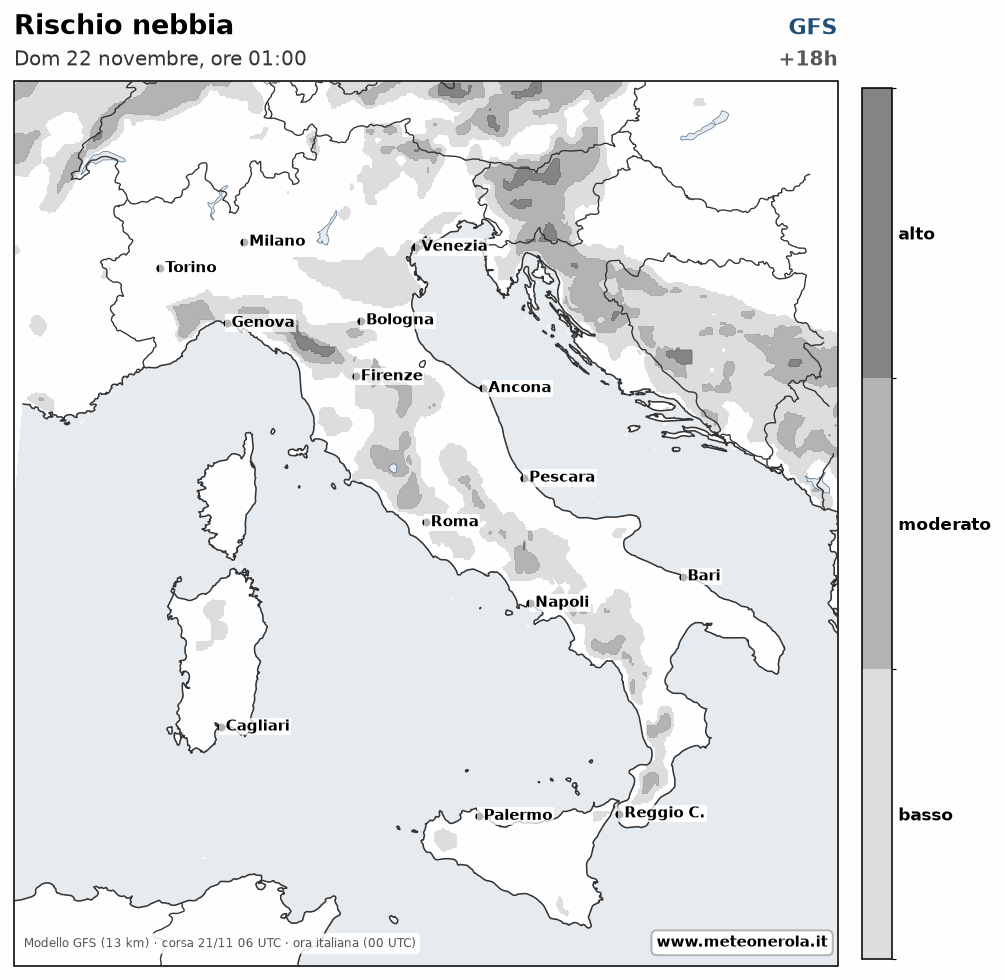 Rischio nebbia
GFS
Dom 22 novembre, ore 01:00
+18h
Milano
Venezia
Torino
Genova
Bologna
Firenze
Ancona
Pescara
Roma
Bari
Napoli
Cagliari
Palermo
Reggio C.
alto
moderato
basso
Modello GFS (13 km) · corsa 21/11 06 UTC · ora italiana (00 UTC)
www.meteonerola.it